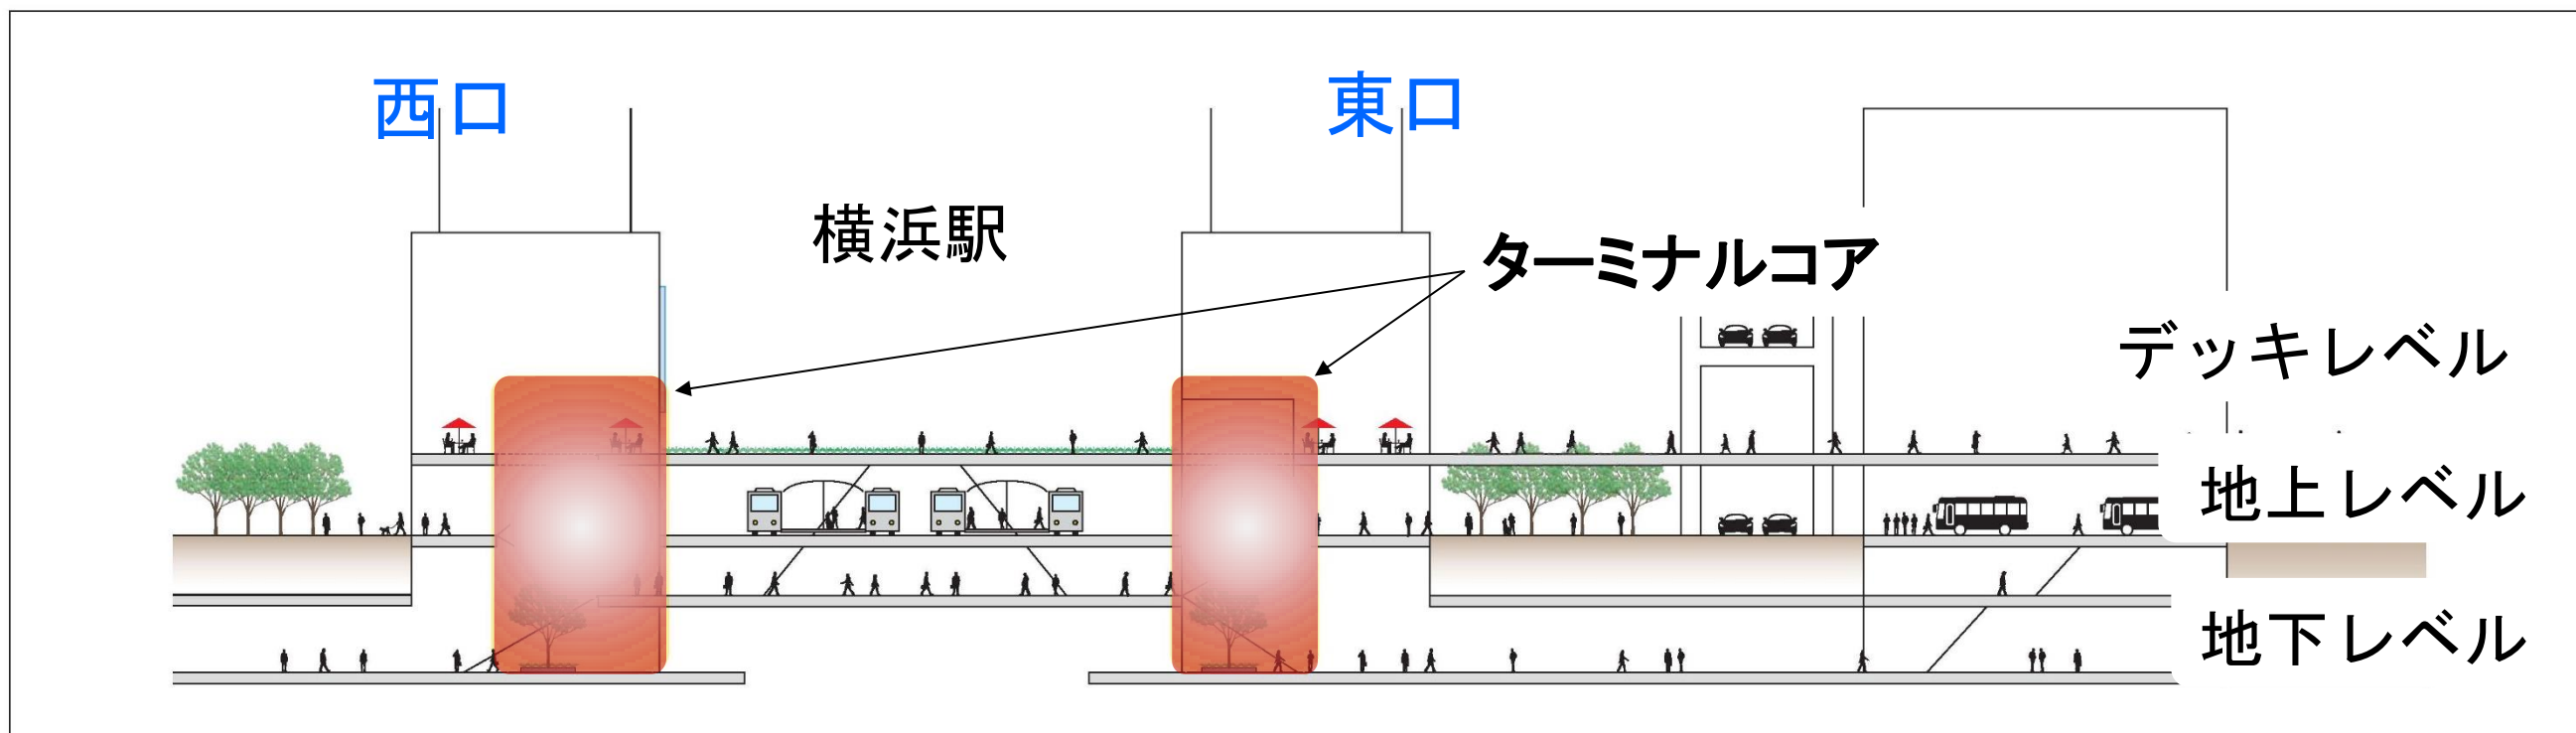 西口
東口
横浜駅
ターミナルコア
デッキレベル
地上レベル
地下レベル